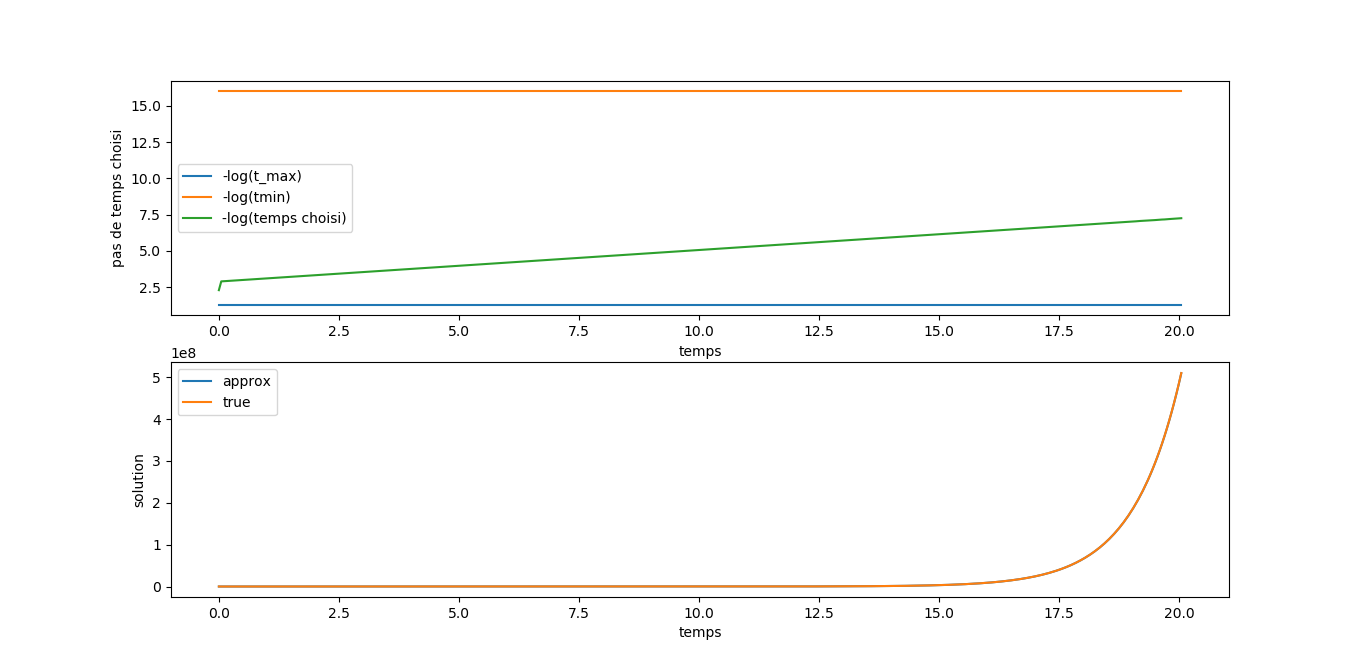 15.0
12.5
10.0
7.5
5.0
2.5
pas de temps choisi
-log(t_max)
-log(tmin)
-log(temps choisi)
0.0 2.5 5.0 7.5 10.0 12.5 15.0 17.5 20.0
temps
1e8
5
4
3
2
1
0
solution
approx
true
0.0 2.5 5.0 7.5 10.0 12.5 15.0 17.5 20.0
temps